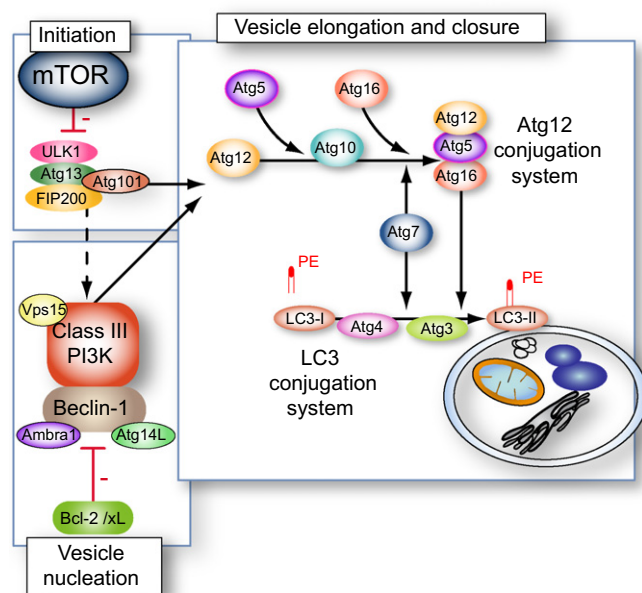 Initiation
mTOR
-
ULK1
Atg13
Atg101
FIP200
Vps15
Class III
PI3K
Beclin-1
Ambra1
Atg14L
-
Bcl-2 /xL
Vesicle
nucleation
Vesicle elongation and closure
Atg5
Atg16
Atg12
Atg10
Atg12
Atg5
Atg16
Atg12
conjugation
system
Atg7
PE
LC3-I
Atg4
Atg3
PE
LC3-II
LC3
conjugation
system